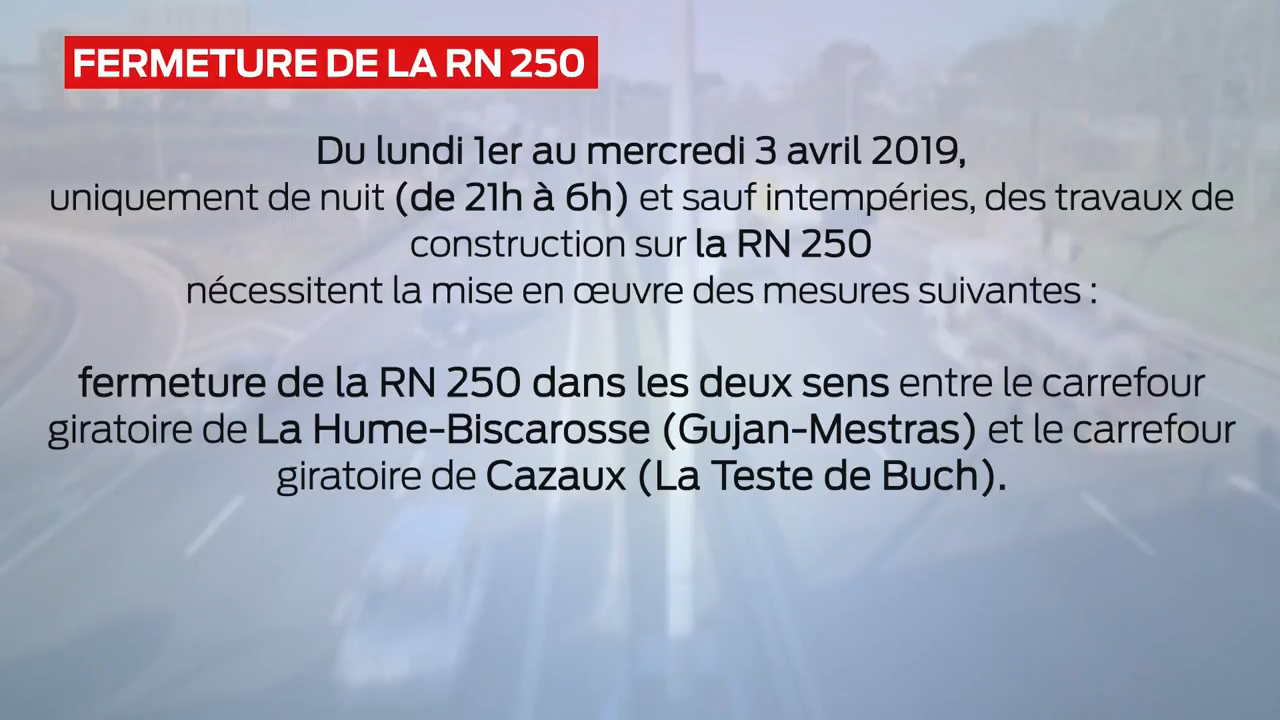 FERMETURE DE LA RN 250
Du lundi 1er au mercredi 3 avril 2019,
uniquement de nuit (de 21h à 6h) et sauf intempéries, des travaux de
construction sur la RN 250
nécessitent la mise en œuvre des mesures suivantes :
fermeture de la RN 250 dans les deux sens entre le carrefour
giratoire de La Hume-Biscarosse (Gujan-Mestras) et le carrefour
giratoire de Cazaux (La Teste de Buch).